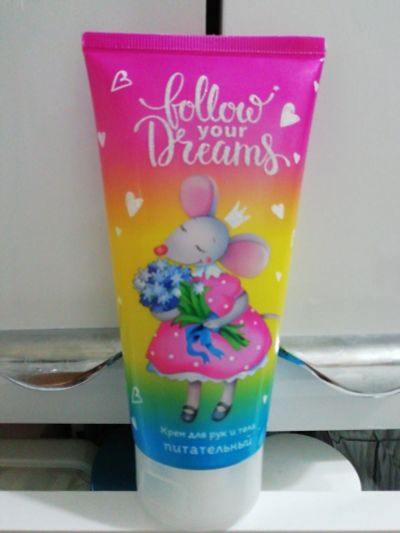 follow
your
Dreams
Крем для рук и тела
питательный